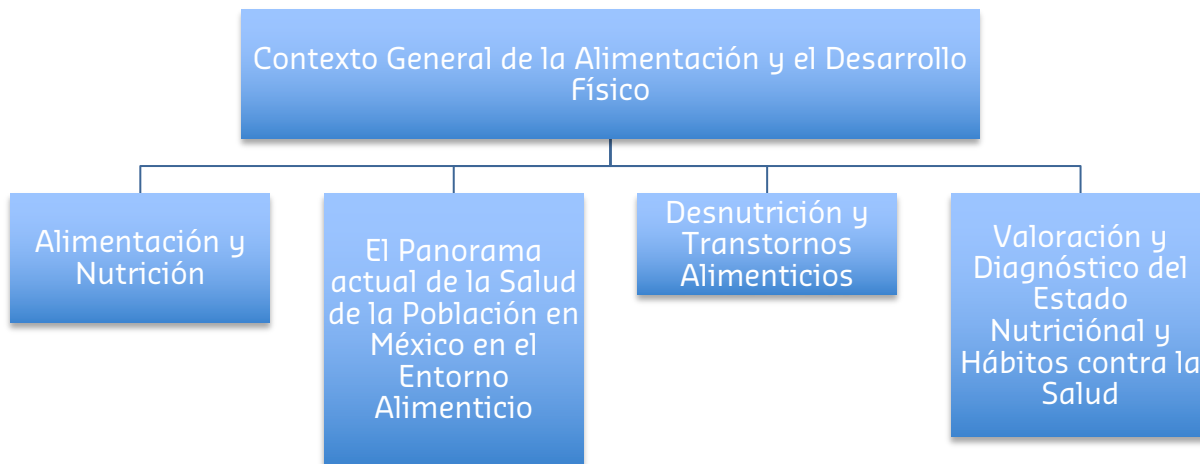 Contexto General de la Alimentación y el Desarrollo
Físico
Alimentación y
Nutrición
El Panorama
actual de la Salud
de la Población en
México en el
Entorno
Alimenticio
Desnutrición y
Transtornos
Alimenticios
Valoración y
Diagnóstico del
Estado
Nutriciónal y
Hábitos contra la
Salud